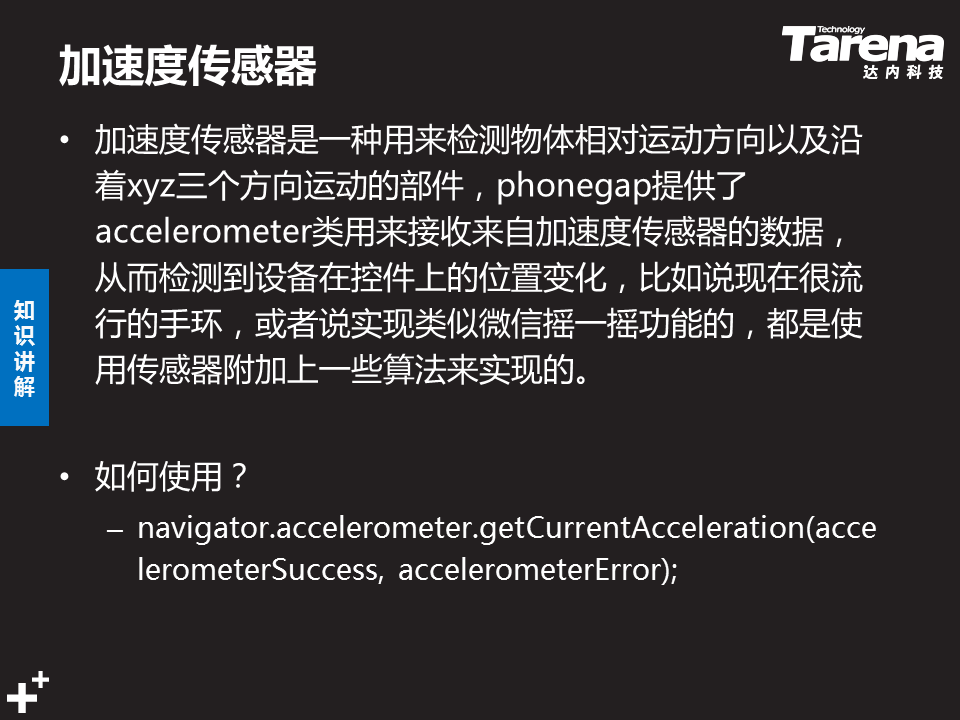 加速度传感器
Technology
Tarena
达内科技
• 加速度传感器是一种用来检测物体相对运动方向以及沿
着xyz三个方向运动的部件，phonegap提供了
accelerometer类用来接收来自加速度传感器的数据，
从而检测到设备在控件上的位置变化，比如说现在很流
行的手环，或者说实现类似微信摇一摇功能的，都是使
用传感器附加上一些算法来实现的。
知识讲解
• 如何使用？
– navigator.accelerometer.getCurrentAcceleration(acce
lerometerSuccess, accelerometerError);